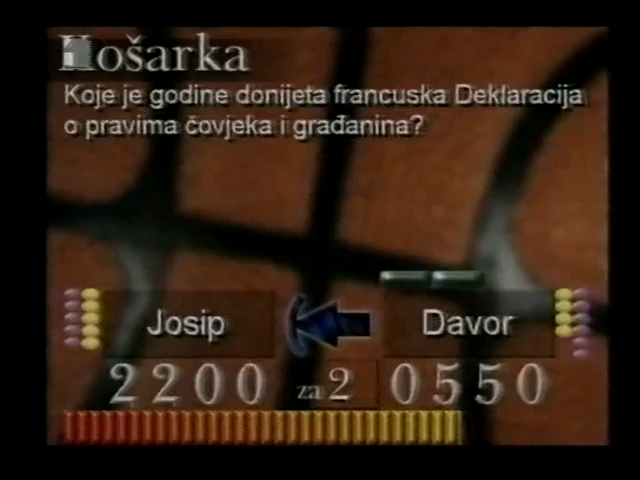 Košarka
Koje je godine donijeta francuska Deklaracija
o pravima čovjeka i građanina?
Josip
Davor
2200 za 2 0550